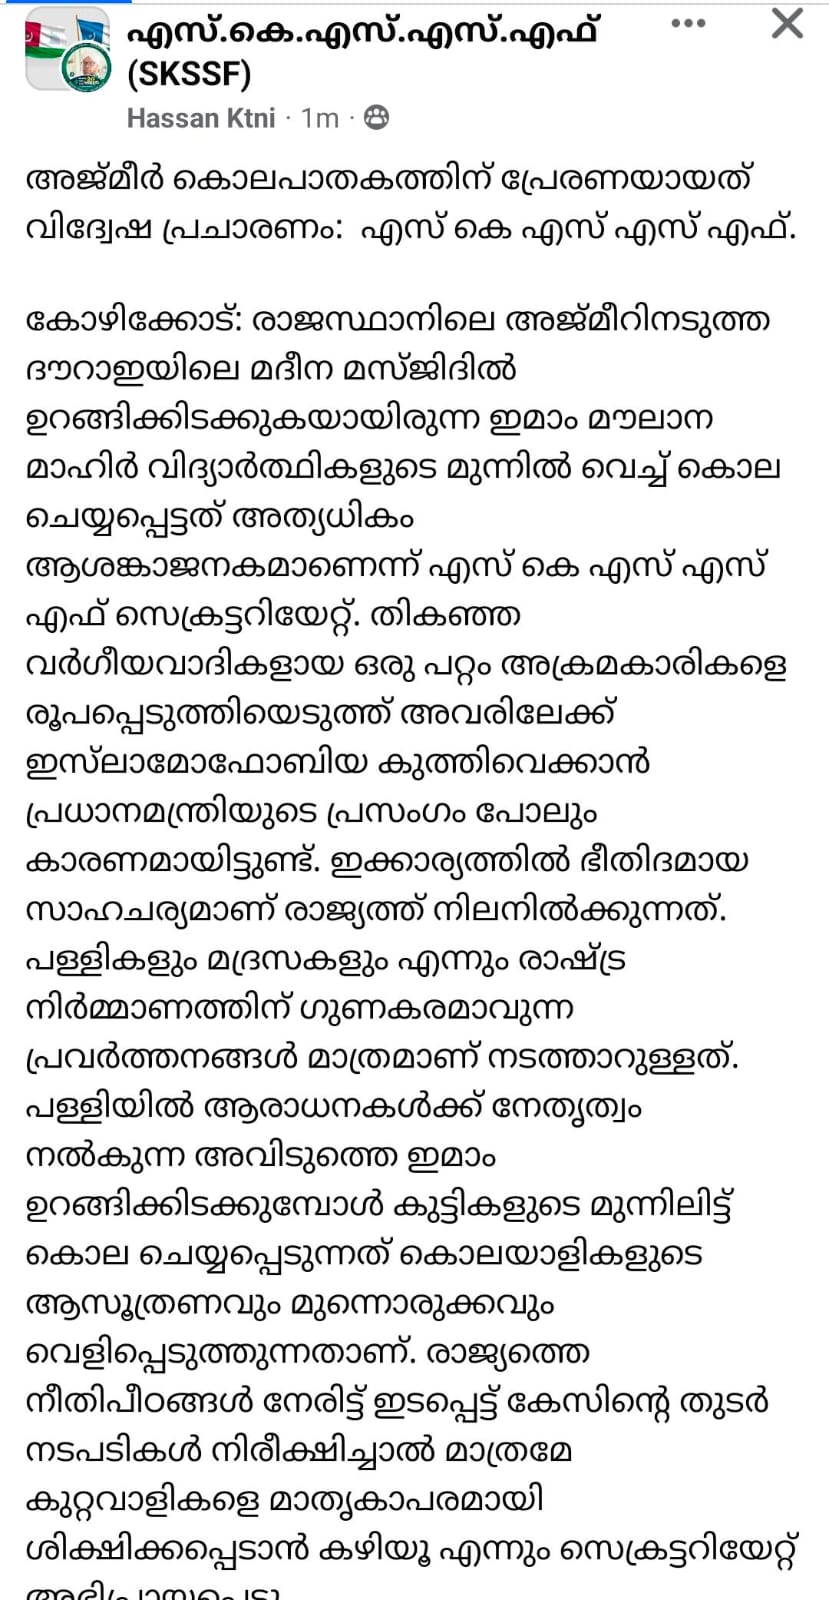 എസ്.കെ.എസ്.എസ്.എഫ്
(SKSSF)
Hassan Ktni · 1m ·
അജ്മീർ കൊലപാതകത്തിന് പ്രേരണയായത്
വിദ്വേഷ പ്രചാരണം: എസ് കെ എസ് എസ് എഫ്.
കോഴിക്കോട്: രാജസ്ഥാനിലെ അജ്മീറിനടുത്ത
ദൗറാഇയിലെ മദീന മസ്ജിദിൽ
ഉറങ്ങിക്കിടക്കുകയായിരുന്ന ഇമാം മൗലാന
മാഹിർ വിദ്യാർത്ഥികളുടെ മുന്നിൽ വെച്ച് കൊല
ചെയ്യപ്പെട്ടത് അത്യധികം
ആശങ്കാജനകമാണെന്ന് എസ് കെ എസ് എസ്
എഫ് സെക്രട്ടറിയേറ്റ്. തികഞ്ഞ
വർഗീയവാദികളായ ഒരു പറ്റം അക്രമകാരികളെ
രൂപപ്പെടുത്തിയെടുത്ത് അവരിലേക്ക്
ഇസ്‌ലാമോഫോബിയ കുത്തിവെക്കാൻ
പ്രധാനമന്ത്രിയുടെ പ്രസംഗം പോലും
കാരണമായിട്ടുണ്ട്. ഇക്കാര്യത്തിൽ ഭീതിദമായ
സാഹചര്യമാണ് രാജ്യത്ത് നിലനിൽക്കുന്നത്.
പള്ളികളും മദ്രസകളും എന്നും രാഷ്ട്ര
നിർമ്മാണത്തിന് ഗുണകരമാവുന്ന
പ്രവർത്തനങ്ങൾ മാത്രമാണ് നടത്താറുള്ളത്.
പള്ളിയിൽ ആരാധനകൾക്ക് നേതൃത്വം
നൽകുന്ന അവിടുത്തെ ഇമാം
ഉറങ്ങിക്കിടക്കുമ്പോൾ കുട്ടികളുടെ മുന്നിലിട്ട്
കൊല ചെയ്യപ്പെടുന്നത് കൊലയാളികളുടെ
ആസൂത്രണവും മുന്നൊരുക്കവും
വെളിപ്പെടുത്തുന്നതാണ്. രാജ്യത്തെ
നീതിപീഠങ്ങൾ നേരിട്ട് ഇടപ്പെട്ട് കേസിന്റെ തുടർ
നടപടികൾ നിരീക്ഷിച്ചാൽ മാത്രമേ
കുറ്റവാളികളെ മാതൃകാപരമായി
ശിക്ഷിക്കപ്പെടാൻ കഴിയൂ എന്നും സെക്രട്ടറിയേറ്റ്
അഭിപ്രായപ്പെട്ടു